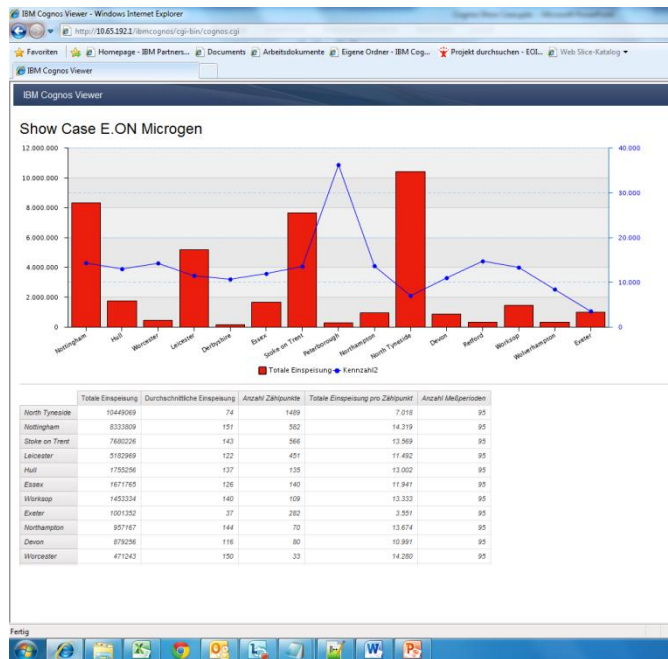 IBM Cognos Viewer - Windows Internet Explorer
http://10.65.192.1/ibmcognos/cgi-bin/cognos.cgi
Favoriten Homepage - IBM Partners... Documents Arbeitsdokumente Eigene Ordner - IBM Cog... Projekt durchsuchen - EOI... Web Slice-Katalog
IBM Cognos Viewer
IBM Cognos Viewer
Show Case E.ON Microgen
12.000.000 40.000
10.000.000
30.000
8.000.000
6.000.000 20.000
4.000.000
10.000
2.000.000
0 0
Nottingham Hull Worcester Leicester Derbyshire Essex Stoke on Trent Peterborough Northampton North Tyneside Devon Retford Worksop Wolverhampton Exeter
Totale Einspeisung Kennzahl2
Totale Einspeisung Durchschnittliche Einspeisung Anzahl Zählpunkte Totale Einspeisung pro Zählpunkt Anzahl Meßperioden
North Tyneside 10449069 74 1489 7.018 95
Nottingham 8333809 151 582 14.319 95
Stoke on Trent 7680226 143 566 13.569 95
Leicester 5182969 122 451 11.492 95
Hull 1755256 137 135 13.002 95
Essex 1671765 126 140 11.941 95
Worksop 1453334 140 109 13.333 95
Exeter 1001352 37 282 3.551 95
Northampton 957167 144 70 13.674 95
Devon 879256 116 80 10.991 95
Worcester 471243 150 33 14.280 95
Fertig